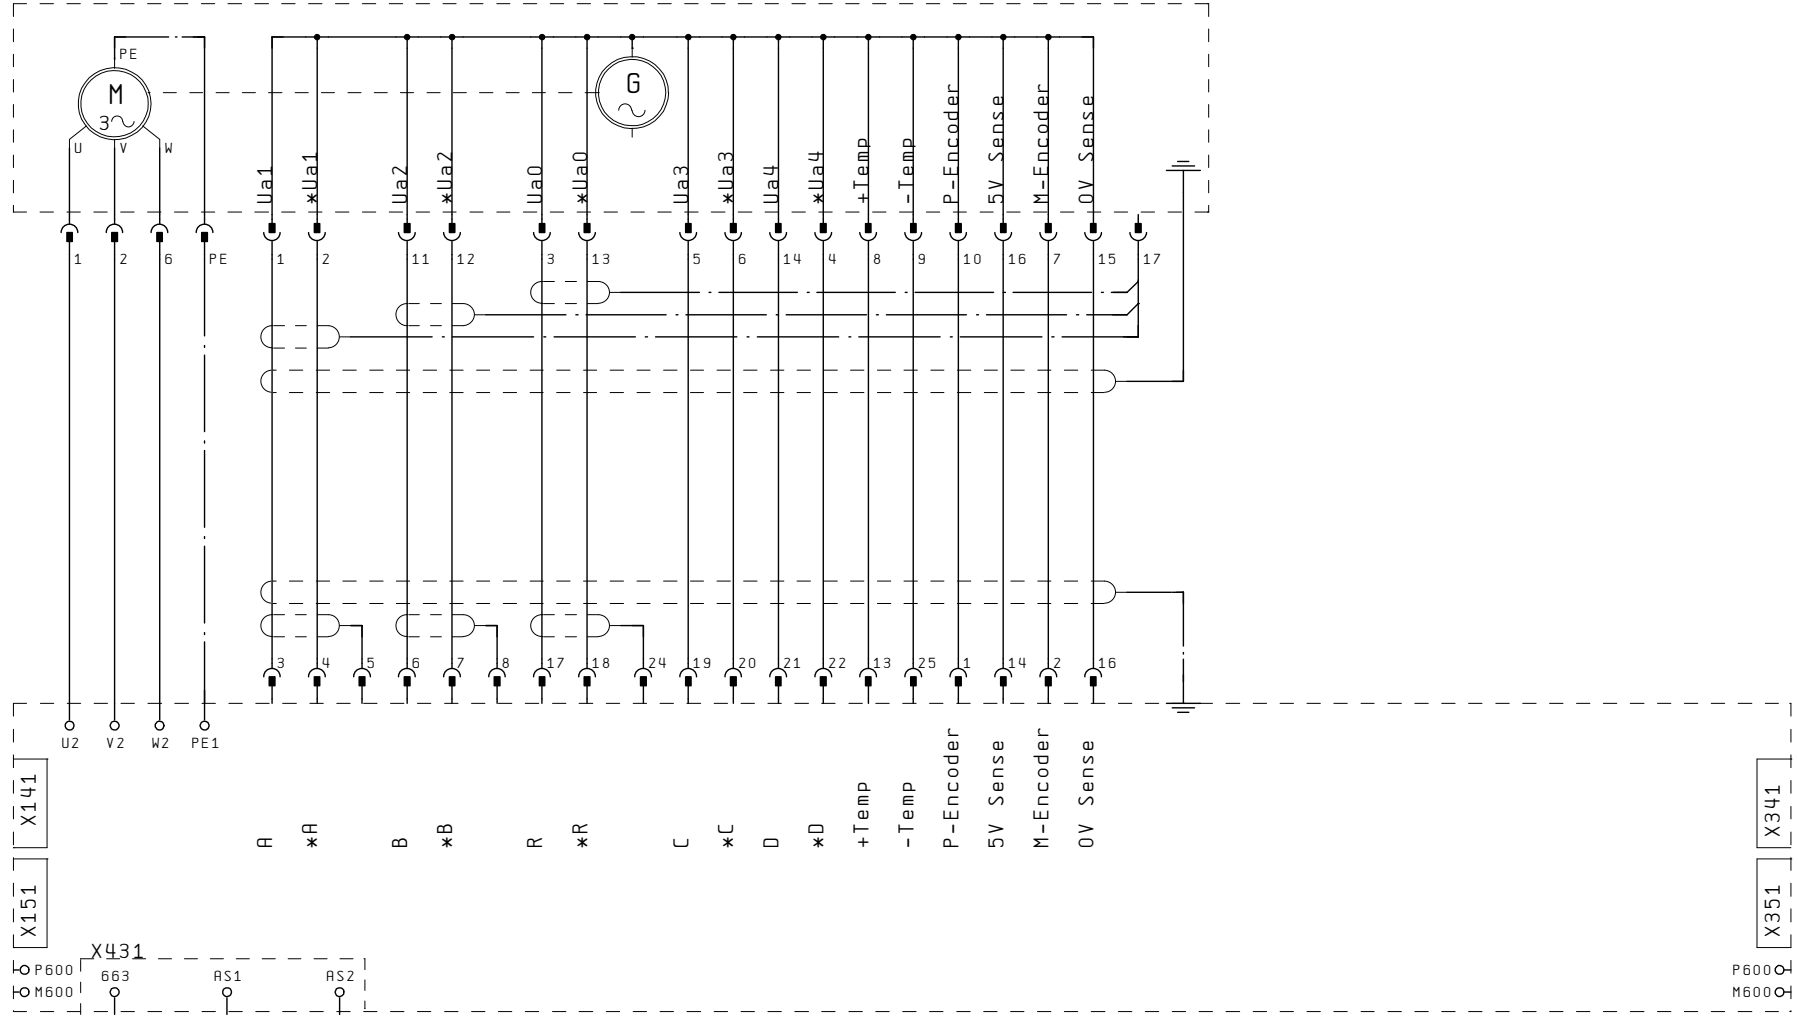 PE
M
3
U V W
G
Ua1 *Ua1 Ua2 *Ua2 Ua0 *Ua0 Ua3 *Ua3 Ua4 *Ua4 +Temp -Temp P-Encoder 5V Sense M-Encoder 0V Sense
1 2 6 PE 1 2 11 12 3 13 5 6 14 4 8 9 10 16 7 15 17
3 4 5 6 7 8 17 18 24 19 20 21 22 13 25 1 14 2 16
U2 V2 W2 PE1
A *A B *B R *R C *C D *D +Temp -Temp P-Encoder 5V Sense M-Encoder 0V Sense
X141 X341
X151 X351
X431
P600 663 AS1 AS2 P600
M600 M600